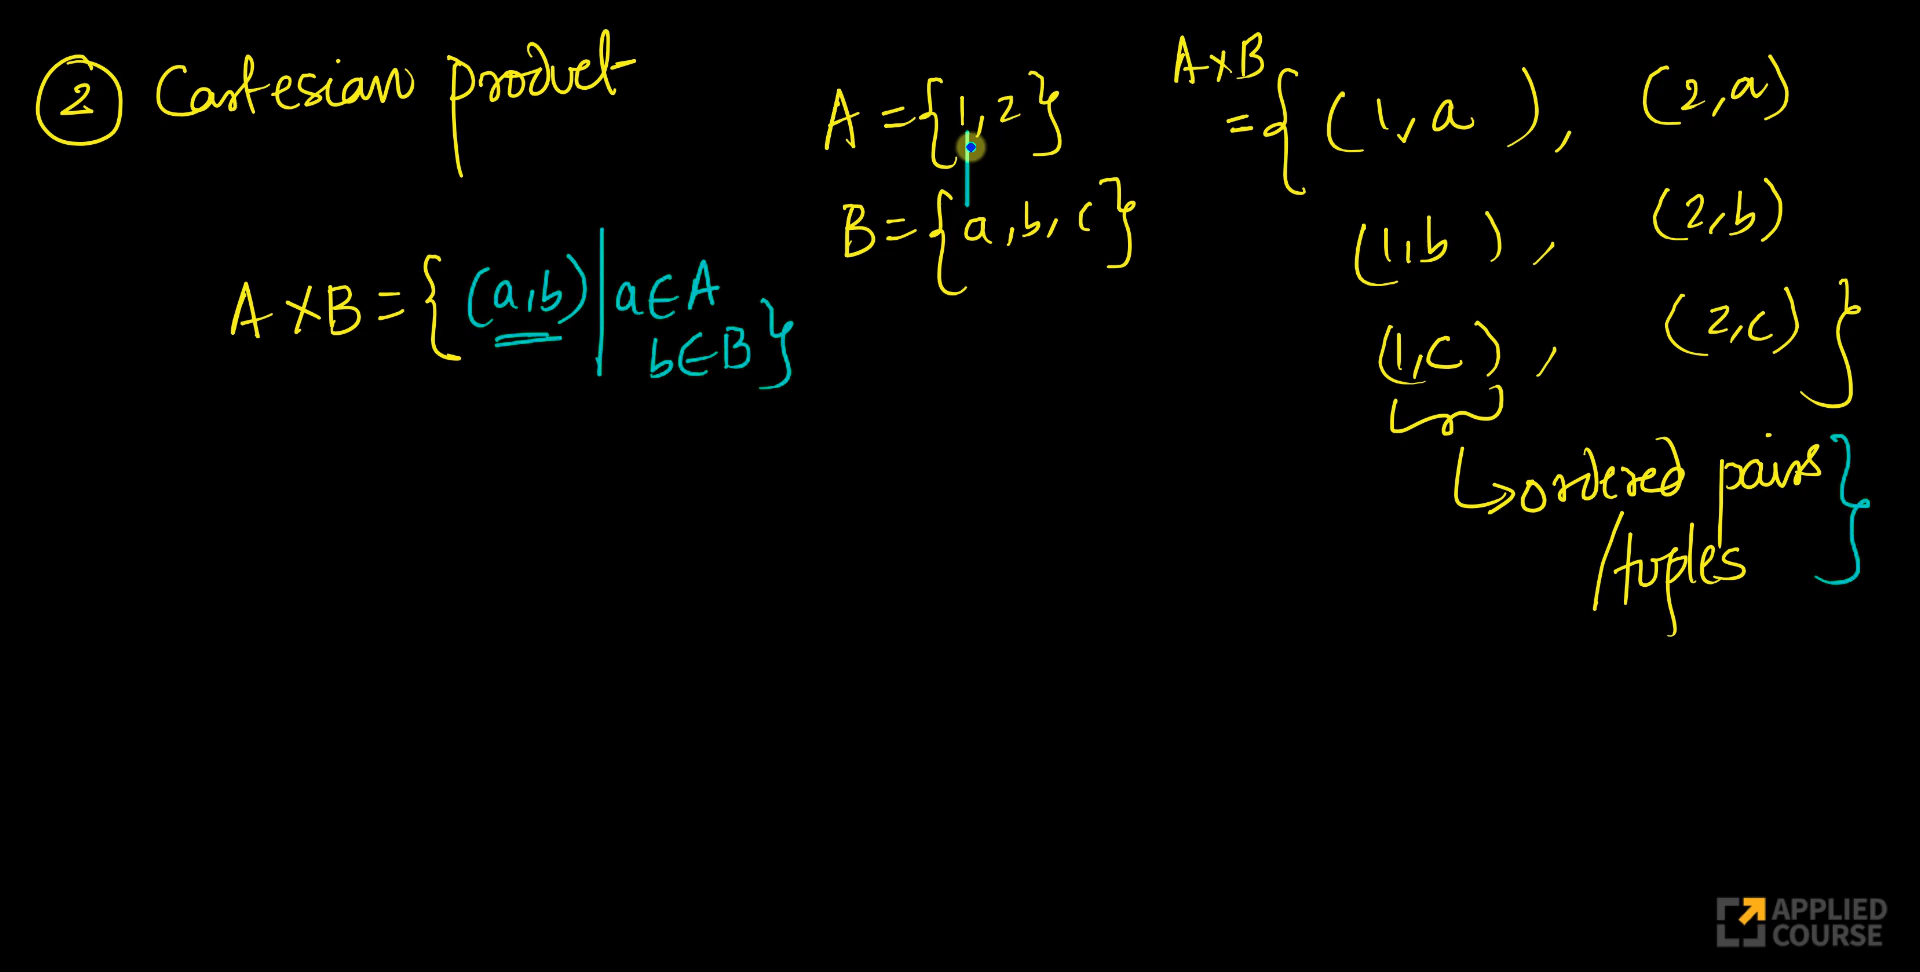 2 Cartesian product
A = {1, 2}
B = {a, b, c}
A × B = {(a, b) | a ∈ A
b ∈ B}
A × B
= {(1, a), (2, a)
(1, b), (2, b)
(1, c), (2, c)}
↳ ordered pairs }
/tuples
APPLIED
COURSE